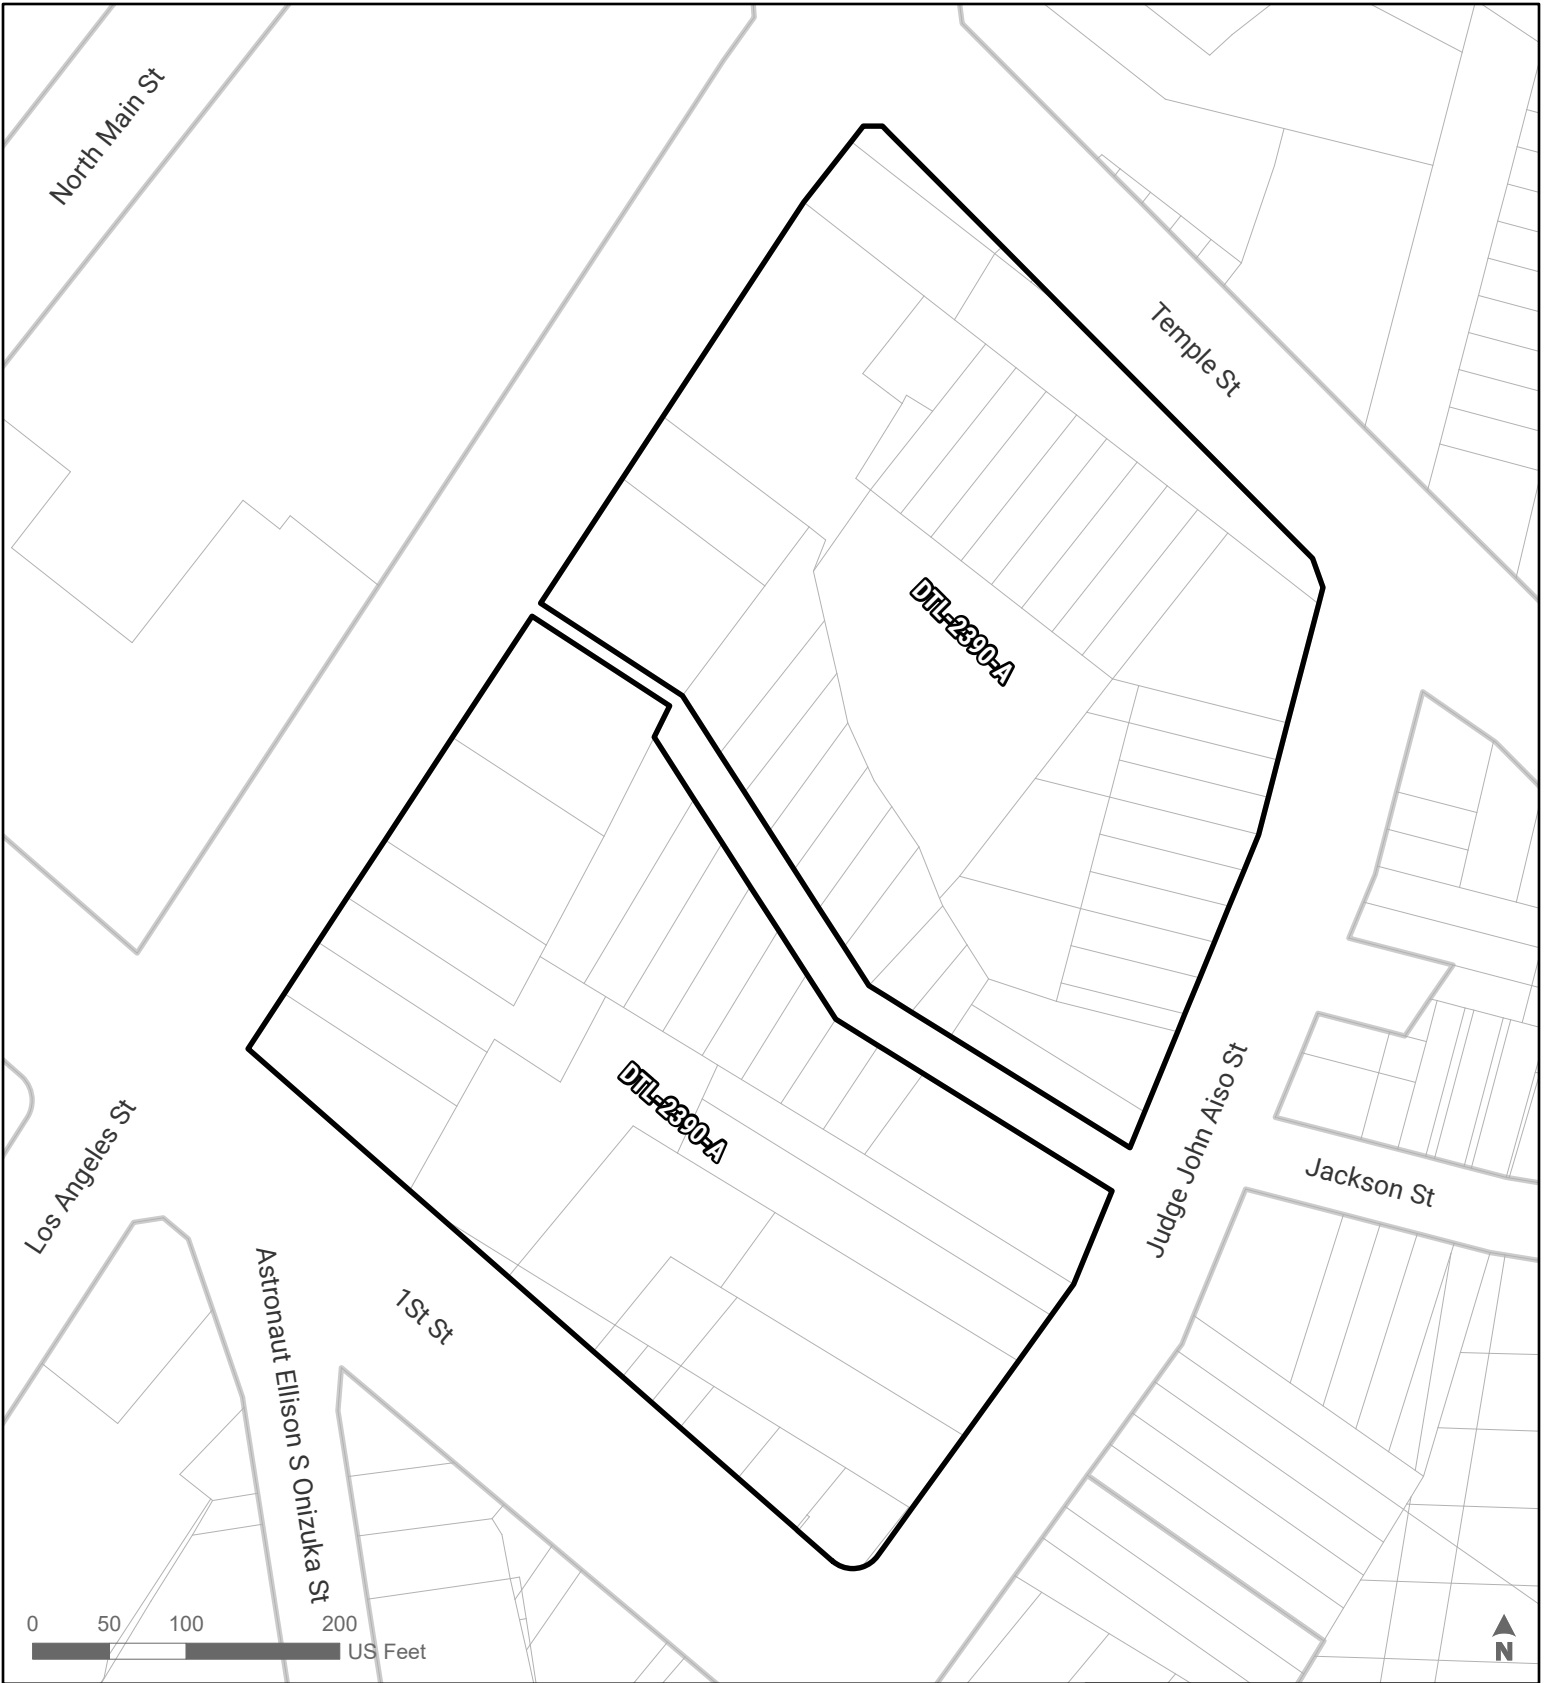 North Main St
Temple St
DTL-2390-A
DTL-2390-A
Judge John Aiso St
Jackson St
Los Angeles St
Astronaut Ellison S Onizuka St
1St St
0 50 100 200
US Feet
N